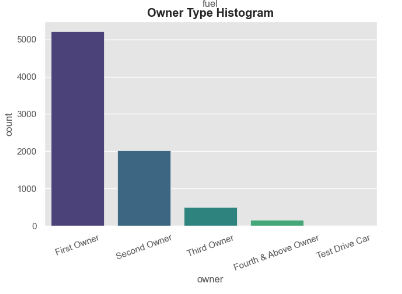 fuel
Owner Type Histogram
5000
4000
3000
2000
1000
0
count
First Owner
Second Owner
Third Owner
Fourth & Above Owner
Test Drive Car
owner